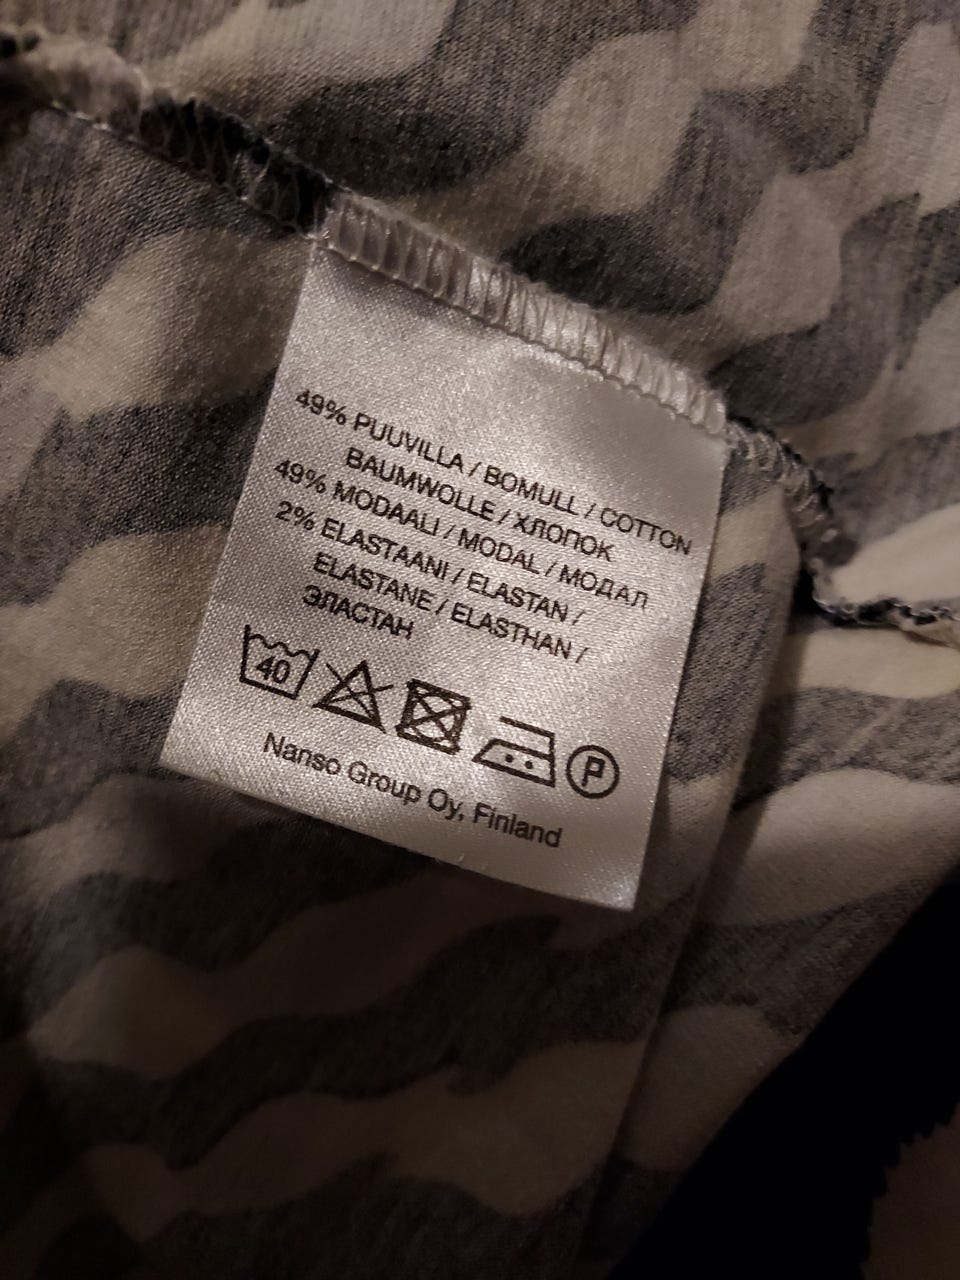 49% PUUVILLA / BOMULL / COTTON
BAUMWOLLE / ХЛОПОК
49% MODAALI / MODAL / МОДАЛ
2% ELASTAANI / ELASTAN /
ELASTANE / ELASTHAN /
ЭЛАСТАН
40 P
Nanso Group Oy, Finland